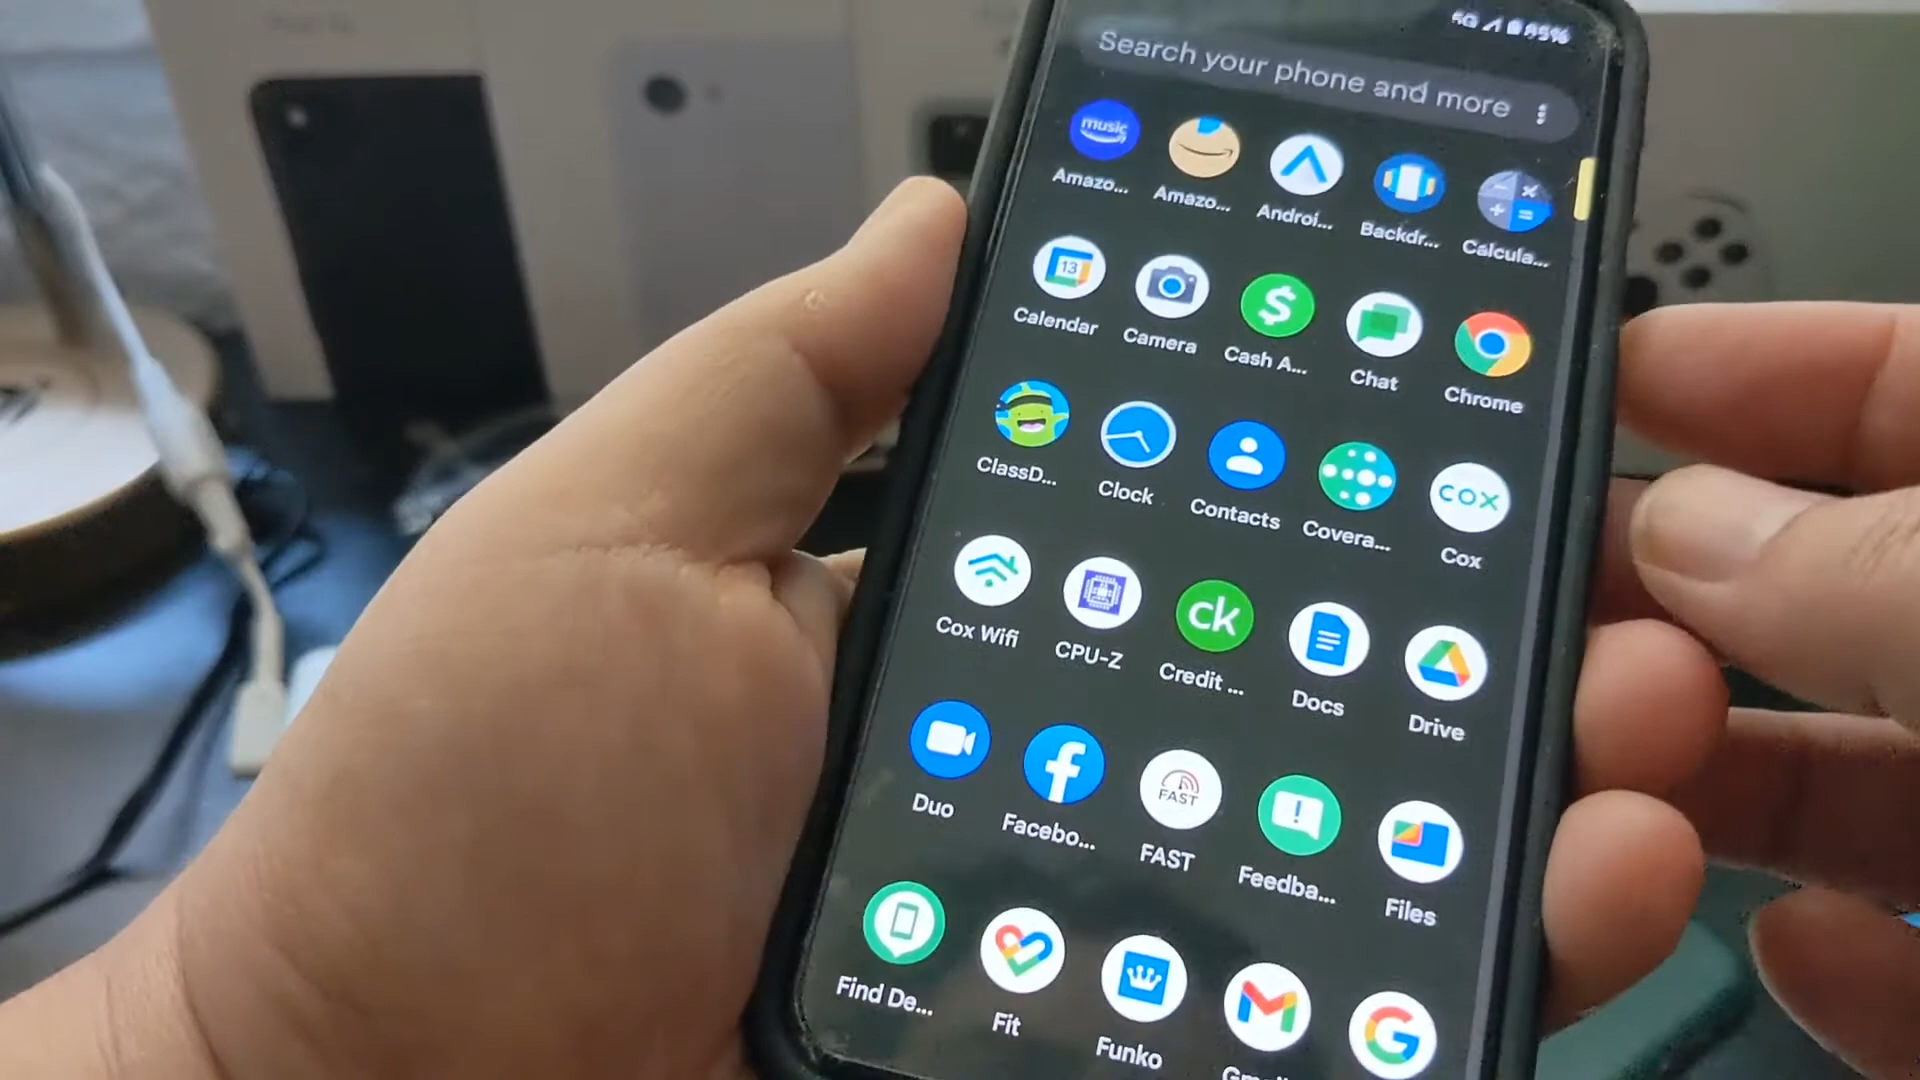 5G 85%
Search your phone and more
music
Amazo... Amazo... Androi... Backdr... Calcula...
13
Calendar Camera Cash A... Chat Chrome
cox
ClassD... Clock Contacts Covera... Cox
ck
Cox Wifi CPU-Z Credit ... Docs Drive
FAST
Duo Facebo... FAST Feedba... Files
Find De... Fit Funko